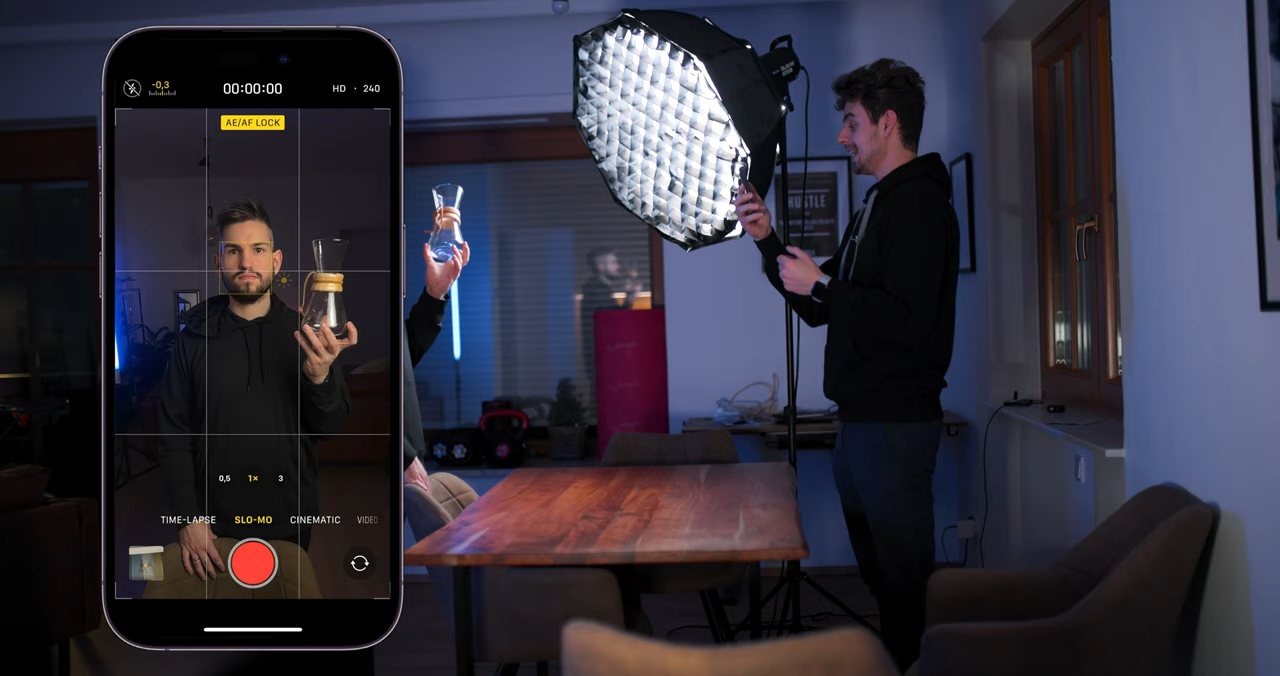 -0,3
00:00:00
HD · 240
AE/AF LOCK
0,5 1× 3
TIME-LAPSE SLO-MO CINEMATIC VIDEO
HUSTLE